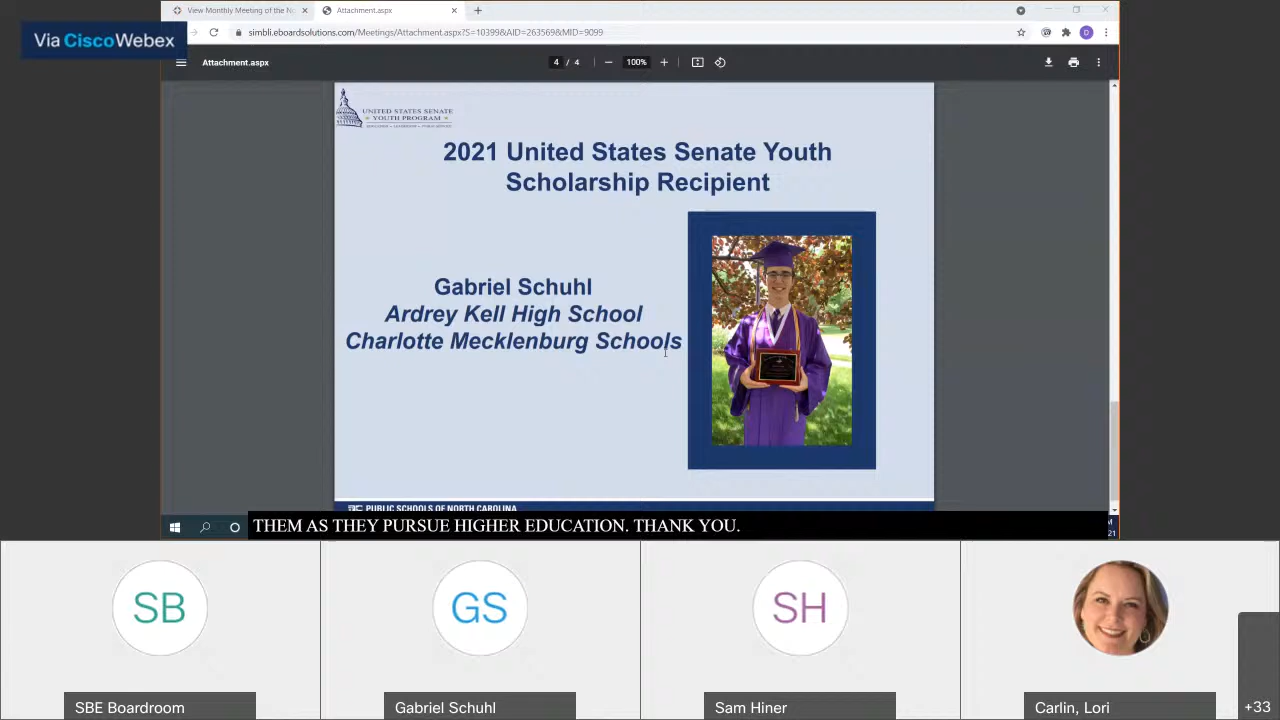 View Monthly Meeting of the N
Attachment.aspx
Via CiscoWebex
simbli.eboardsolutions.com/Meetings/Attachment.aspx?S=10399&AID=263569&MID=9099
D
Attachment.aspx
4 / 4
100%
UNITED STATES SENATE
YOUTH PROGRAM
2021 United States Senate Youth
Scholarship Recipient
Gabriel Schuhl
Ardrey Kell High School
Charlotte Mecklenburg Schools
PUBLIC SCHOOLS OF NORTH CAROLINA
THEM AS THEY PURSUE HIGHER EDUCATION. THANK YOU.
M
21
SB
GS
SH
SBE Boardroom
Gabriel Schuhl
Sam Hiner
Carlin, Lori
+33